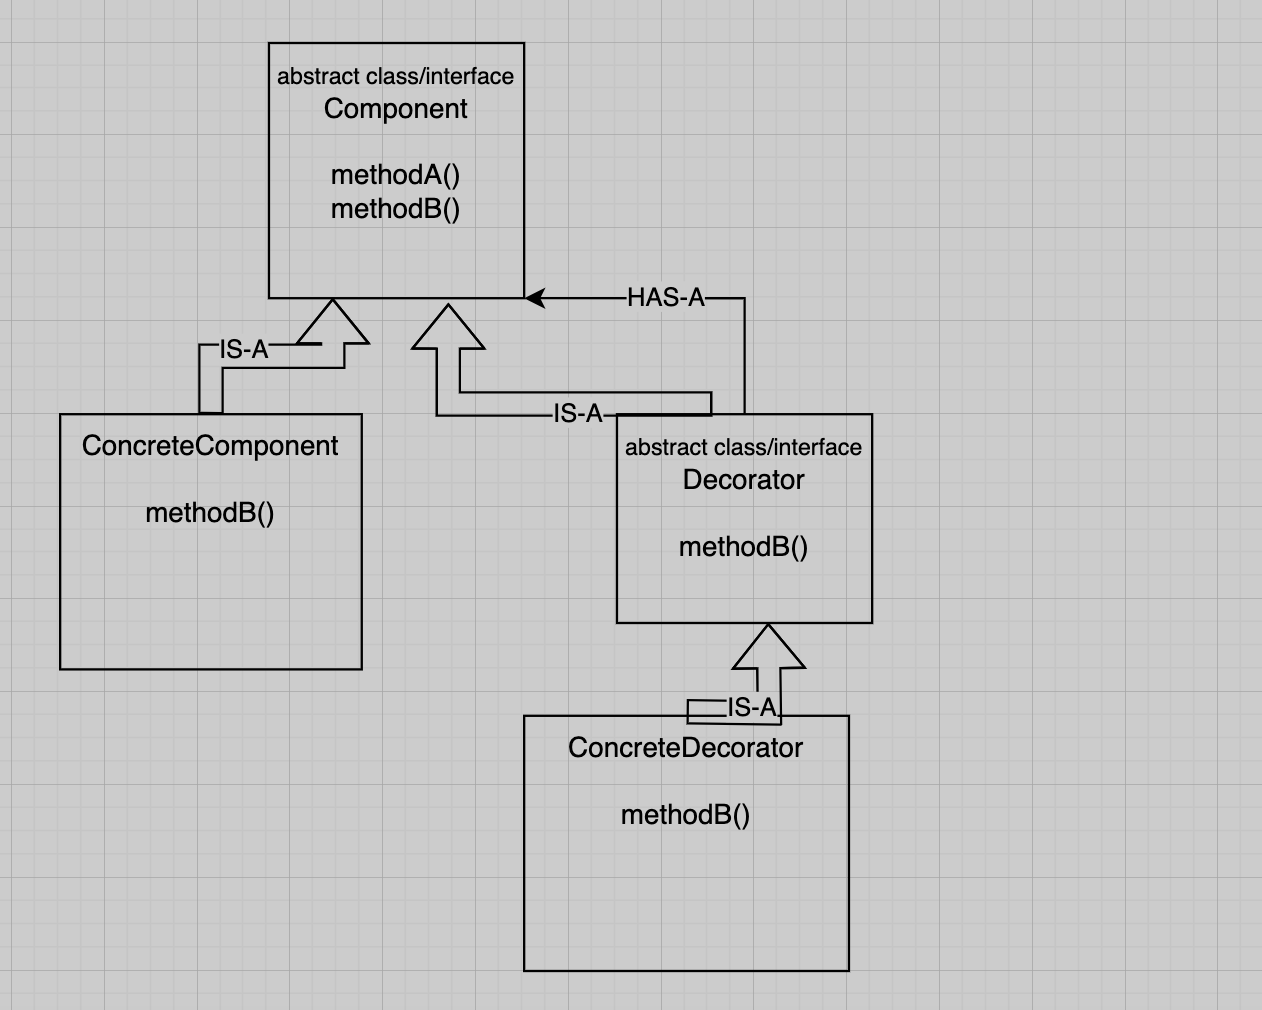 abstract class/interface
Component
methodA()
methodB()
HAS-A
IS-A
IS-A
ConcreteComponent
methodB()
abstract class/interface
Decorator
methodB()
IS-A
ConcreteDecorator
methodB()